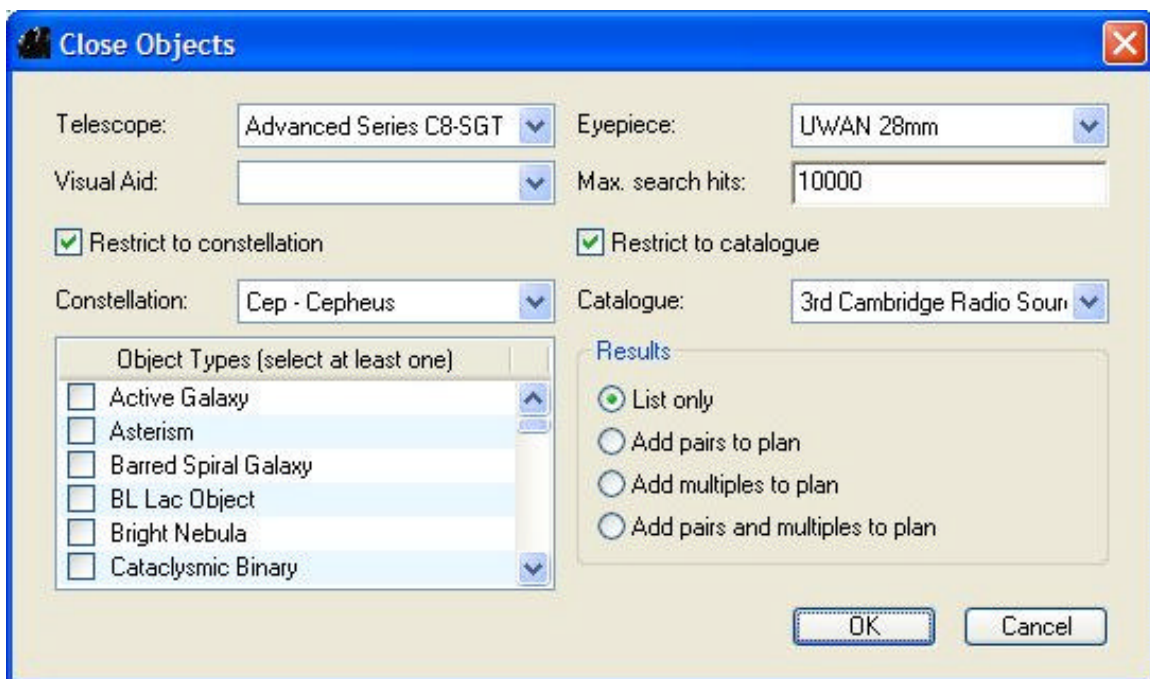 Close Objects
Telescope: Advanced Series C8-SGT Eyepiece: UWAN 28mm
Visual Aid: Max. search hits: 10000
Restrict to constellation Restrict to catalogue
Constellation: Cep - Cepheus Catalogue: 3rd Cambridge Radio Sour
Object Types (select at least one)
Active Galaxy
Asterism
Barred Spiral Galaxy
BL Lac Object
Bright Nebula
Cataclysmic Binary
Results
List only
Add pairs to plan
Add multiples to plan
Add pairs and multiples to plan
OK Cancel